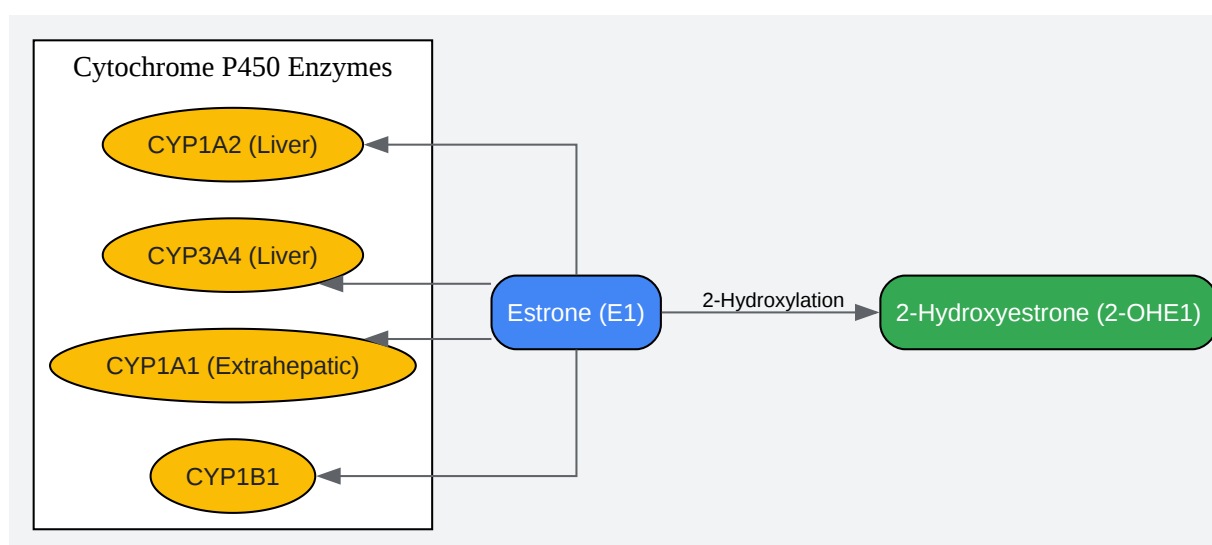 Cytochrome P450 Enzymes
CYP1A2 (Liver)
CYP3A4 (Liver)
CYP1A1 (Extrahepatic)
CYP1B1
Estrone (E1)
2-Hydroxylation
2-Hydroxyestrone (2-OHE1)